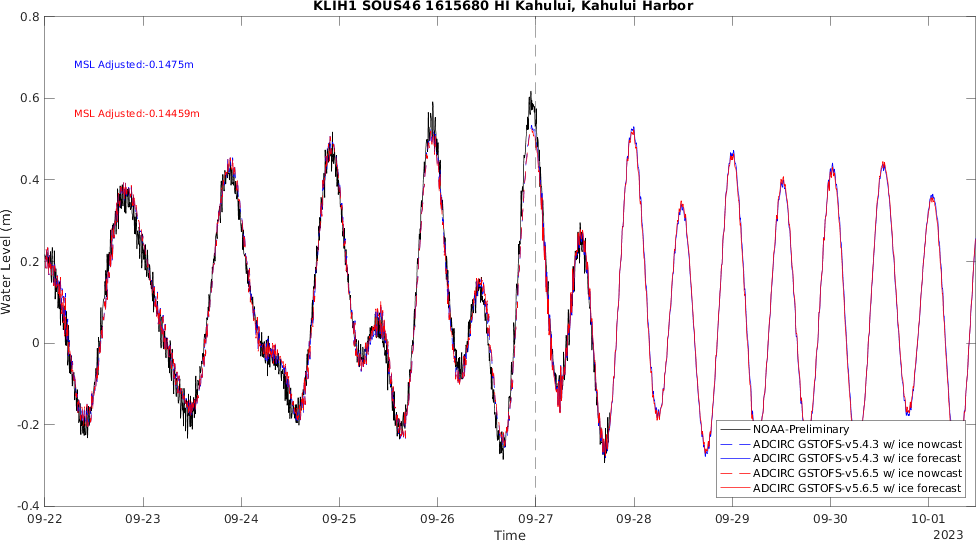 KLIH1 SOUS46 1615680 HI Kahului, Kahului Harbor
0.8
0.6
0.4
0.2
0
-0.2
-0.4
Water Level (m)
MSL Adjusted:-0.1475m
MSL Adjusted:-0.14459m
NOAA-Preliminary
ADCIRC GSTOFS-v5.4.3 w/ ice nowcast
ADCIRC GSTOFS-v5.4.3 w/ ice forecast
ADCIRC GSTOFS-v5.6.5 w/ ice nowcast
ADCIRC GSTOFS-v5.6.5 w/ ice forecast
09-22 09-23 09-24 09-25 09-26 09-27 09-28 09-29 09-30 10-01
Time
2023